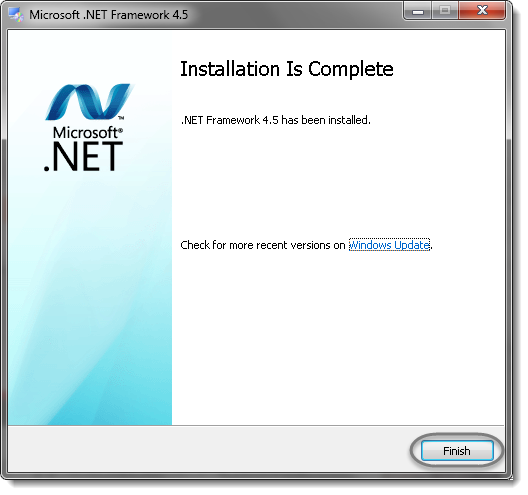 Microsoft .NET Framework 4.5
Installation Is Complete
Microsoft®
.NET
TM
.NET Framework 4.5 has been installed.
Check for more recent versions on Windows Update.
Finish